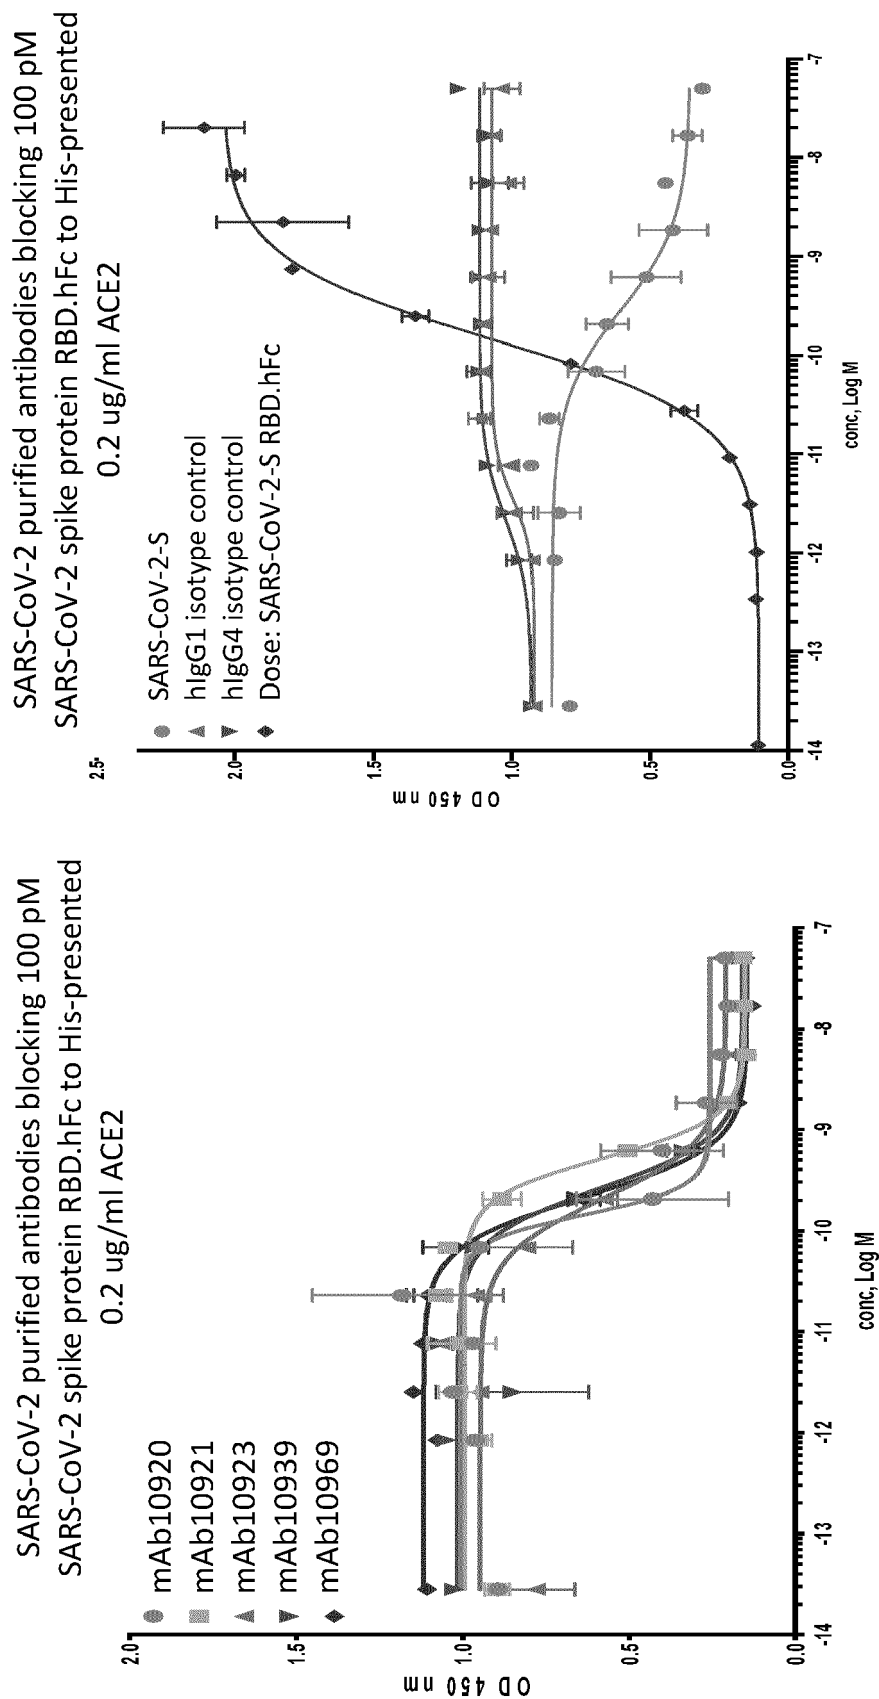 SARS-CoV-2 purified antibodies blocking 100 pM
SARS-CoV-2 spike protein RBD.hFc to His-presented
0.2 ug/ml ACE2
mAb10920
mAb10921
mAb10923
mAb10939
mAb10969
2.0
1.5
1.0
0.5
0.0
OD 450 nm
-14
-13
-12
-11
-10
-9
-8
-7
conc, Log M
SARS-CoV-2 purified antibodies blocking 100 pM
SARS-CoV-2 spike protein RBD.hFc to His-presented
0.2 ug/ml ACE2
SARS-CoV-2-S
hIgG1 isotype control
hIgG4 isotype control
Dose: SARS-CoV-2-S RBD.hFc
2.5
2.0
1.5
1.0
0.5
0.0
OD 450 nm
-14
-13
-12
-11
-10
-9
-8
-7
conc, Log M